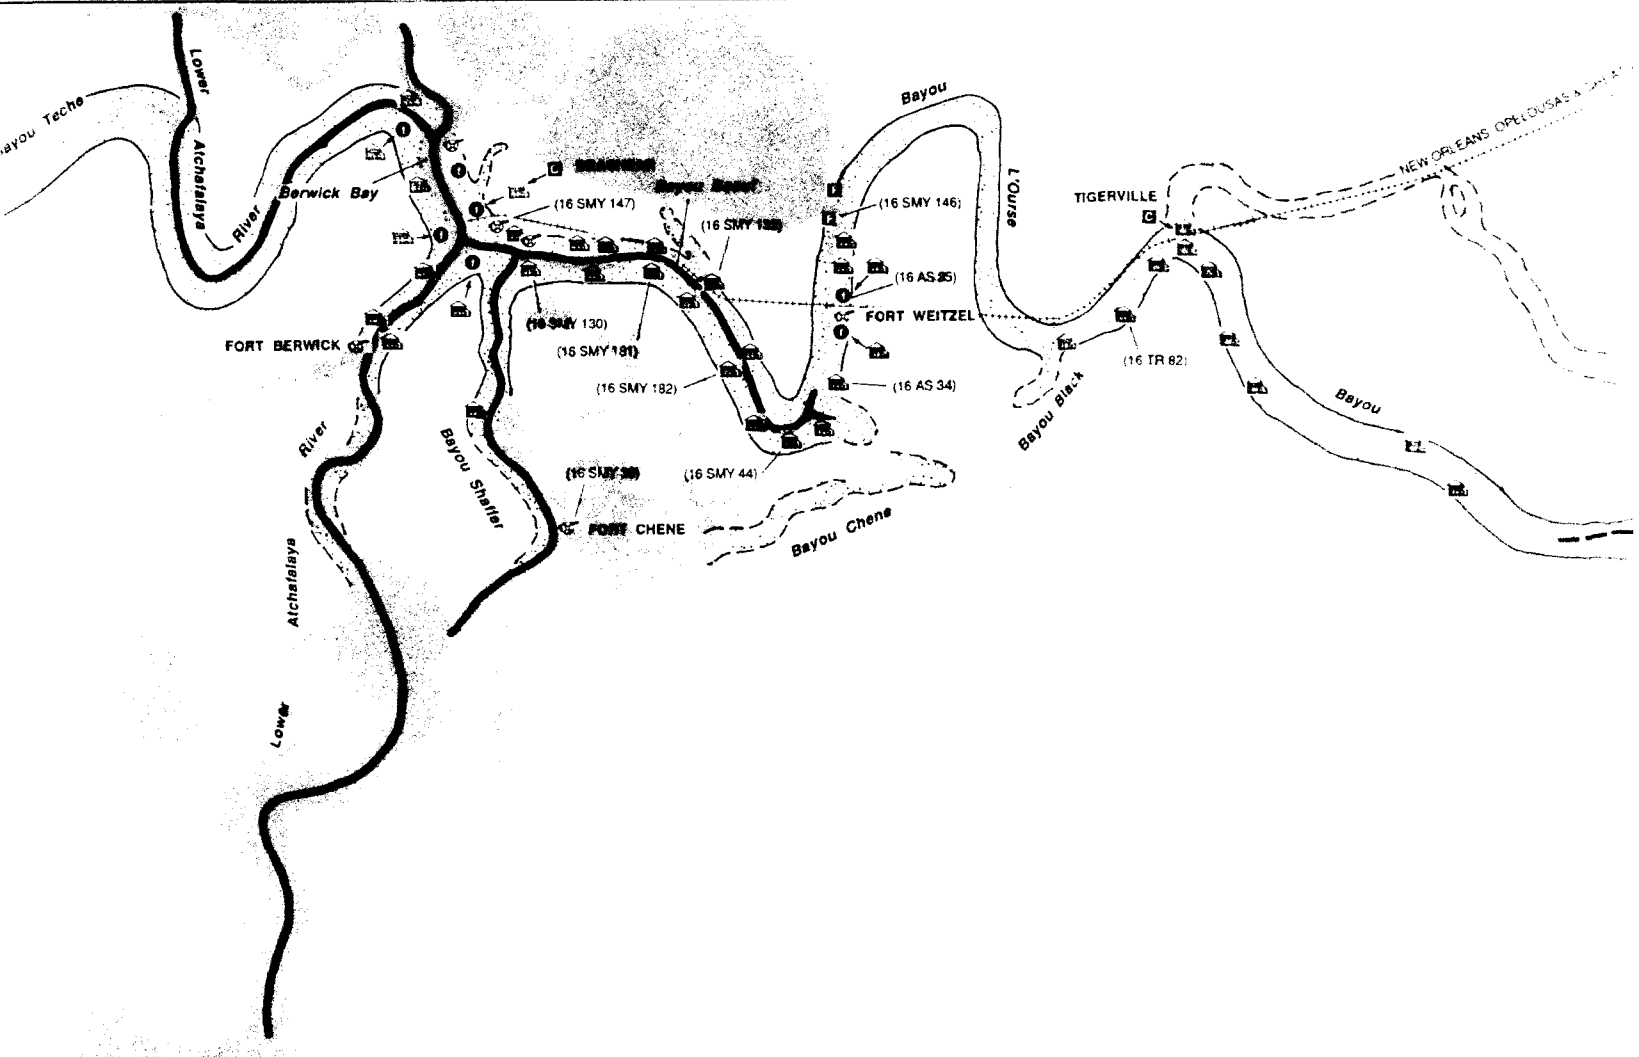 Bayou Teche
Lower
Atchafalaya
River
Berwick Bay
C
Bayou Boeuf
(16 SMY 147)
Bayou
L'Ourse
F
F
(16 SMY 146)
TIGERVILLE
C
NEW ORLEANS OPELOUSAS &
(16 AS 35)
FORT WEITZEL
(16 SMY 130)
(16 SMY 181)
(16 SMY 182)
(16 AS 34)
(16 TR 82)
FORT BERWICK
Bayou Black
Bayou
River
Bayou Shaffer
(16 SMY 44)
FORT CHENE
Bayou Chene
Atchafalaya
Lower